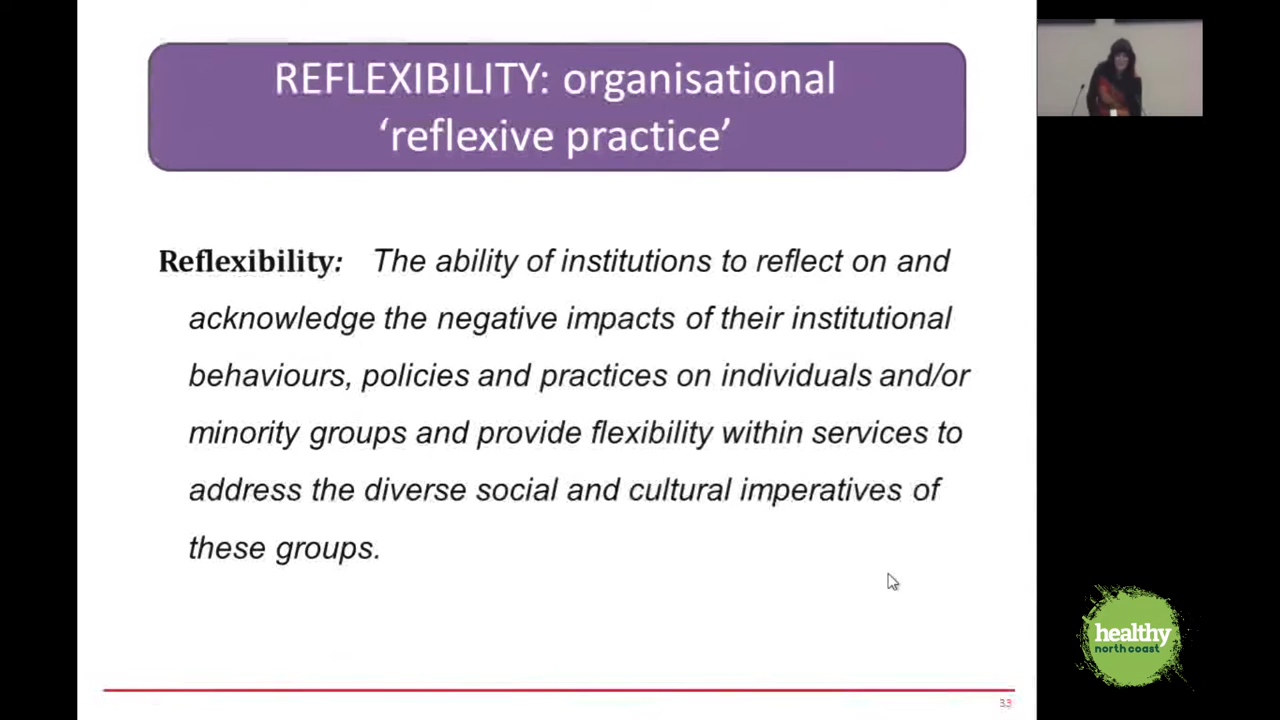 REFLEXIBILITY: organisational
‘reflexive practice’
Reflexibility: The ability of institutions to reflect on and
acknowledge the negative impacts of their institutional
behaviours, policies and practices on individuals and/or
minority groups and provide flexibility within services to
address the diverse social and cultural imperatives of
these groups.
33
healthy
north coast